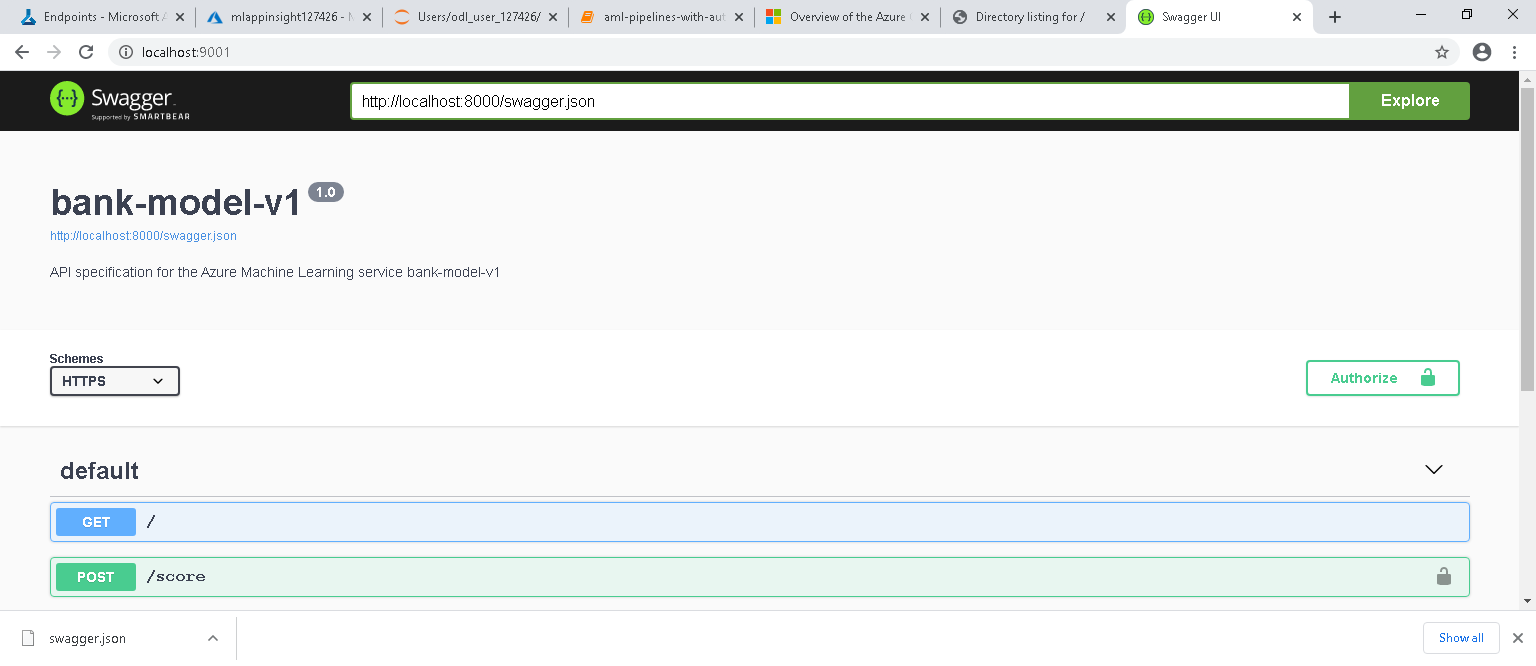 Endpoints - Microsoft A
mlappinsight127426 - M
Users/odl_user_127426/
aml-pipelines-with-aut
Overview of the Azure
Directory listing for /
Swagger UI
localhost:9001
Swagger
Supported by SMARTBEAR
http://localhost:8000/swagger.json
Explore
bank-model-v1 1.0
http://localhost:8000/swagger.json
API specification for the Azure Machine Learning service bank-model-v1
Schemes
HTTPS
Authorize
default
GET /
POST /score
swagger.json
Show all